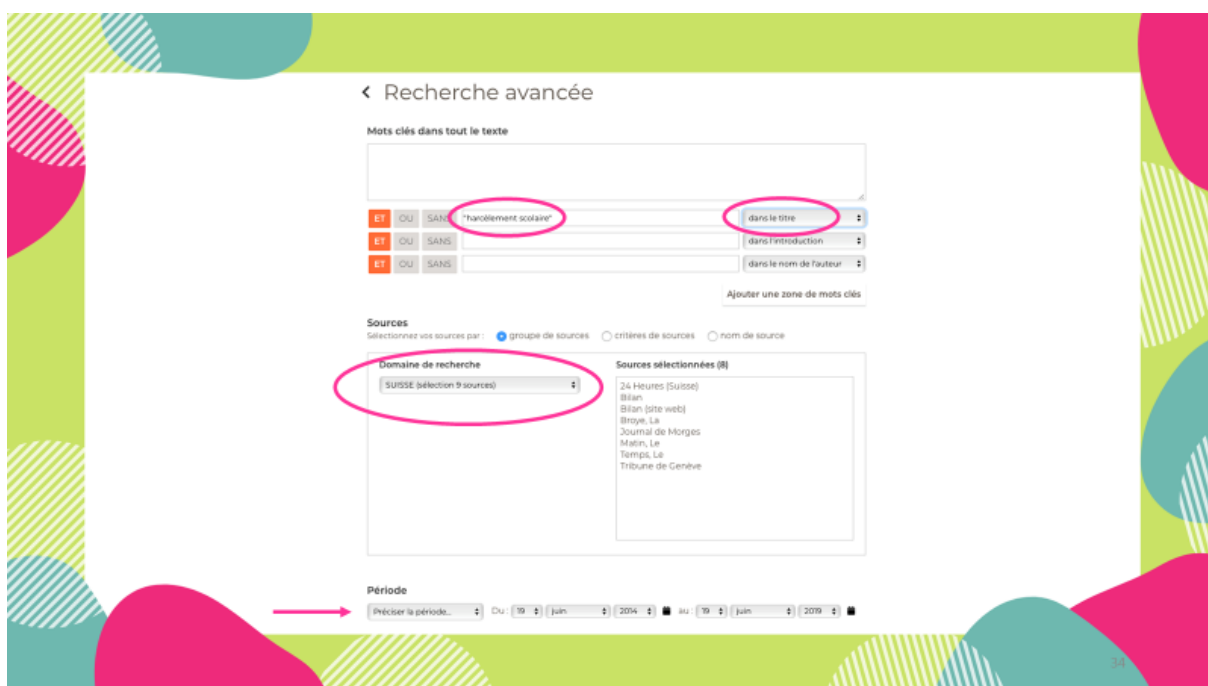 < Recherche avancée
Mots clés dans tout le texte
ET OU SANS "harcèlement scolaire" dans le titre
ET OU SANS dans l'introduction
ET OU SANS dans le nom de l'auteur
Ajouter une zone de mots clés
Sources
Sélectionnez vos sources par : groupe de sources critères de sources nom de source
Domaine de recherche
SUISSE (sélection 9 sources)
Sources sélectionnées (8)
24 Heures (Suisse)
Bilan
Bilan (site web)
Broye, La
Journal de Morges
Matin, Le
Temps, Le
Tribune de Genève
Période
Préciser la période... Du : 19 juin 2014 au : 19 juin 2019
34